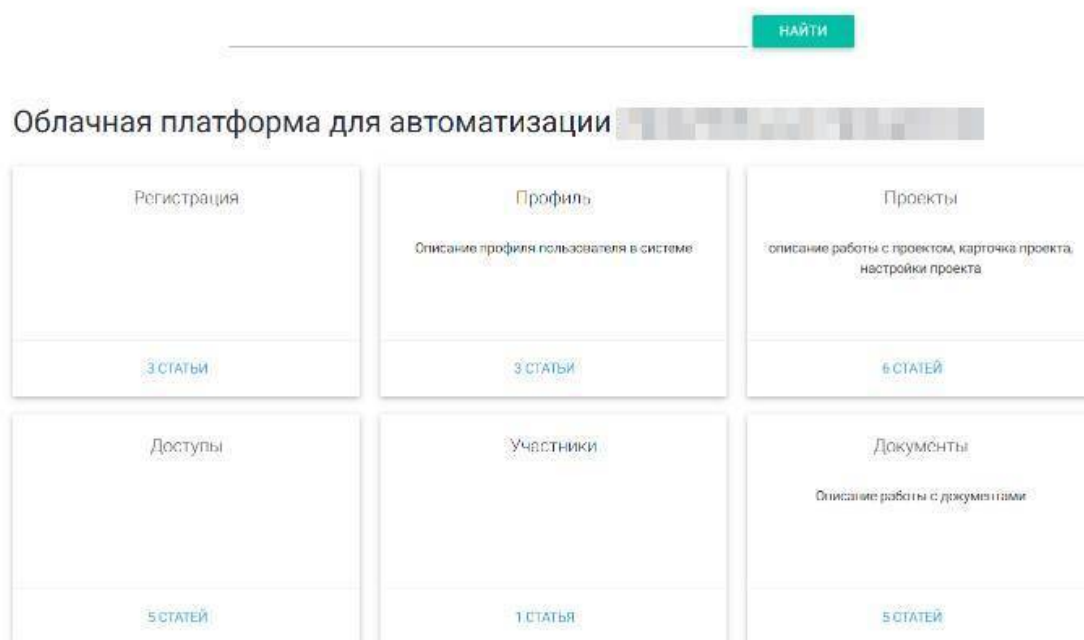 НАЙТИ
Облачная платформа для автоматизации
Регистрация
3 СТАТЬИ
Профиль
Описание профиля пользователя в системе
3 СТАТЬИ
Проекты
описание работы с проектом, карточка проекта,
настройки проекта
6 СТАТЕЙ
Доступы
5 СТАТЕЙ
Участники
1 СТАТЬЯ
Документы
Описание работы с документами
5 СТАТЕЙ